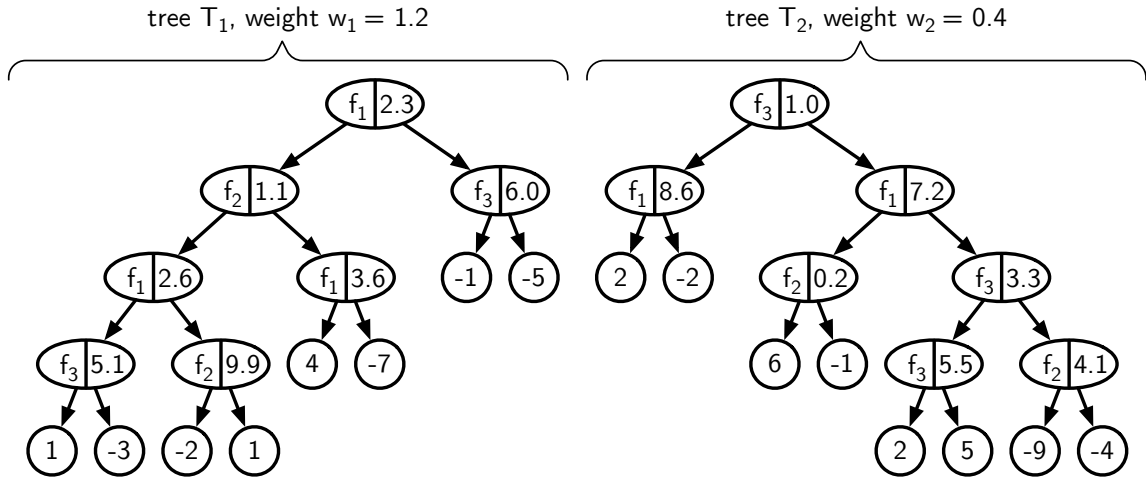 tree T₁, weight w₁ = 1.2 tree T₂, weight w₂ = 0.4
f₁ 2.3 f₃ 1.0
f₂ 1.1 f₃ 6.0 f₁ 8.6 f₁ 7.2
f₁ 2.6 f₁ 3.6 -1 -5 2 -2 f₂ 0.2 f₃ 3.3
f₃ 5.1 f₂ 9.9 4 -7 6 -1 f₃ 5.5 f₂ 4.1
1 -3 -2 1 2 5 -9 -4